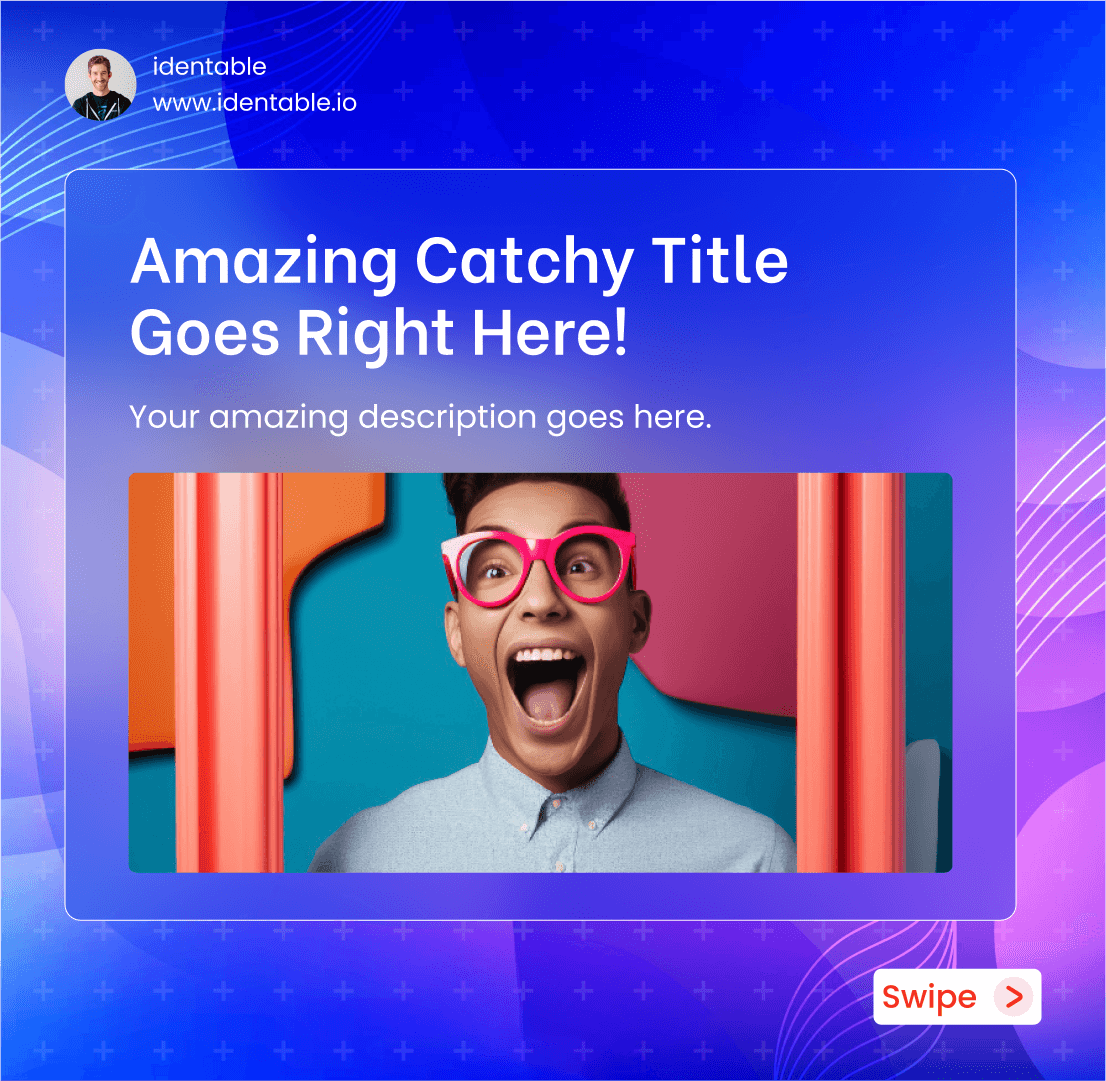 identable
www.identable.io
Amazing Catchy Title
Goes Right Here!
Your amazing description goes here.
Swipe >